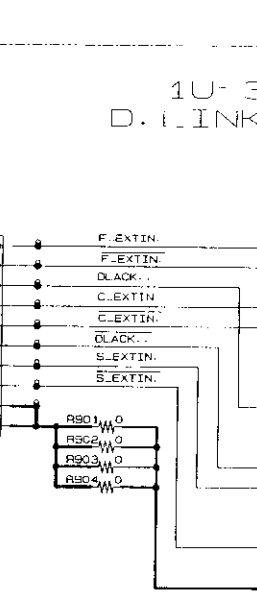 1U-3
D. LINK
F_EXTIN.
F_EXTIN.
DLACK..
C_EXTIN
C_EXTIN.
DLACK..
S_EXTIN.
S_EXTIN.
R901 0
R902 0
R903 0
R904 0